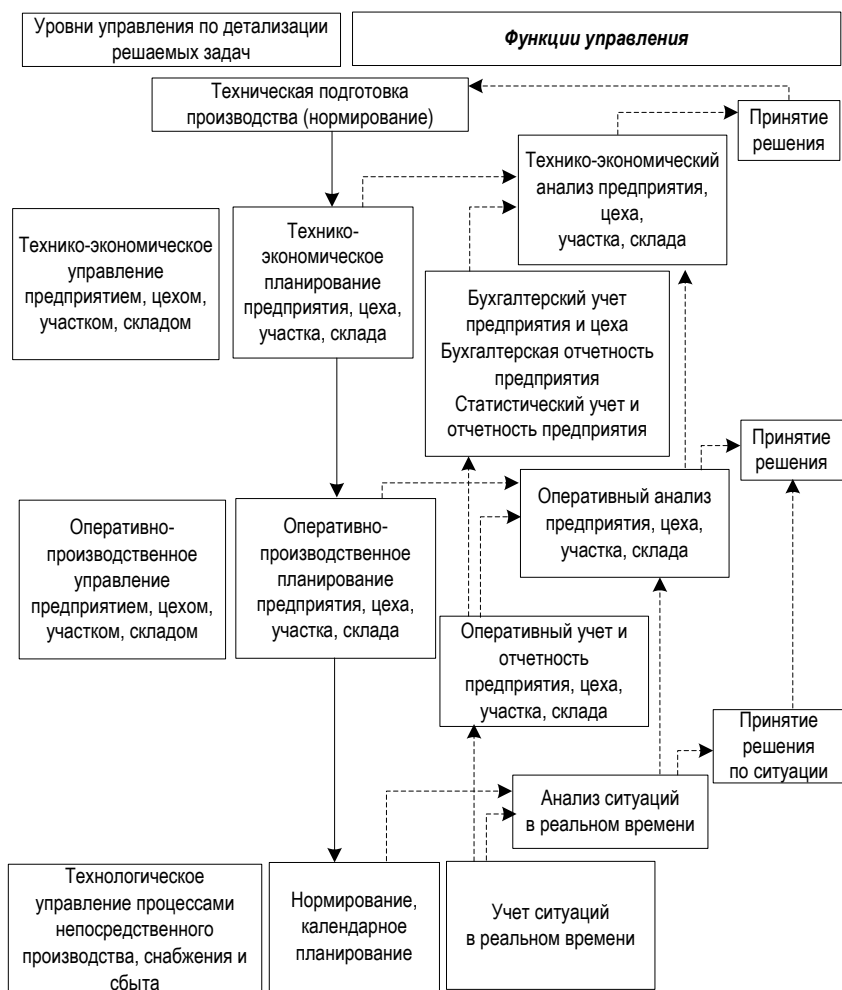 Уровни управления по детализации
решаемых задач
Функции управления
Техническая подготовка
производства (нормирование)
Принятие
решения
Технико-экономический
анализ предприятия,
цеха,
участка, склада
Технико-экономическое
управление
предприятием, цехом,
участком, складом
Технико-
экономическое
планирование
предприятия, цеха,
участка, склада
Бухгалтерский учет
предприятия и цеха
Бухгалтерская отчетность
предприятия
Статистический учет и
отчетность предприятия
Принятие
решения
Оперативный анализ
предприятия, цеха,
участка, склада
Оперативно-
производственное
управление
предприятием, цехом,
участком, складом
Оперативно-
производственное
планирование
предприятия, цеха,
участка, склада
Оперативный учет и
отчетность
предприятия, цеха,
участка, склада
Принятие
решения
по ситуации
Анализ ситуаций
в реальном времени
Технологическое
управление процессами
непосредственного
производства, снабжения и
сбыта
Нормирование,
календарное
планирование
Учет ситуаций
в реальном времени